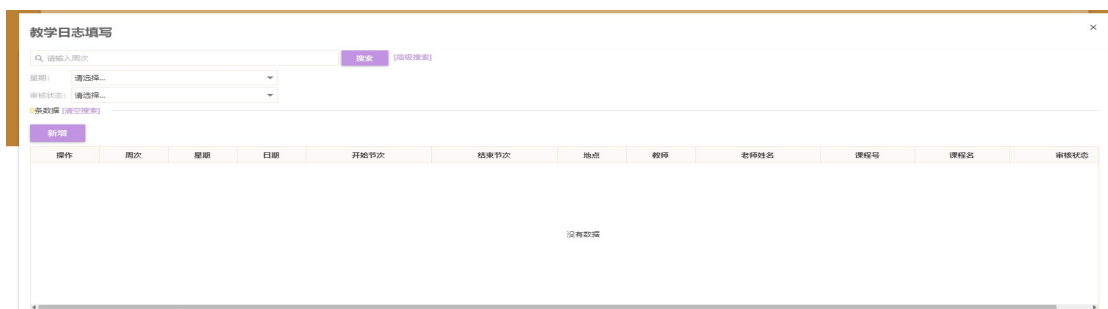 教学日志填写
×
请输入周次 搜索 [高级搜索]
星期： 请选择...
审核状态： 请选择...
0条数据 [清空搜索]
新增
操作 周次 星期 日期 开始节次 结束节次 地点 教师 老师姓名 课程号 课程名 审核状态
没有数据